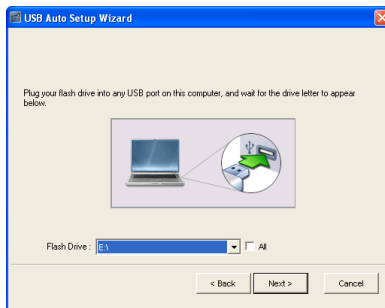 USB Auto Setup Wizard
Plug your flash drive into any USB port on this computer, and wait for the drive letter to appear
below.
Flash Drive : E:\ All
< Back Next > Cancel